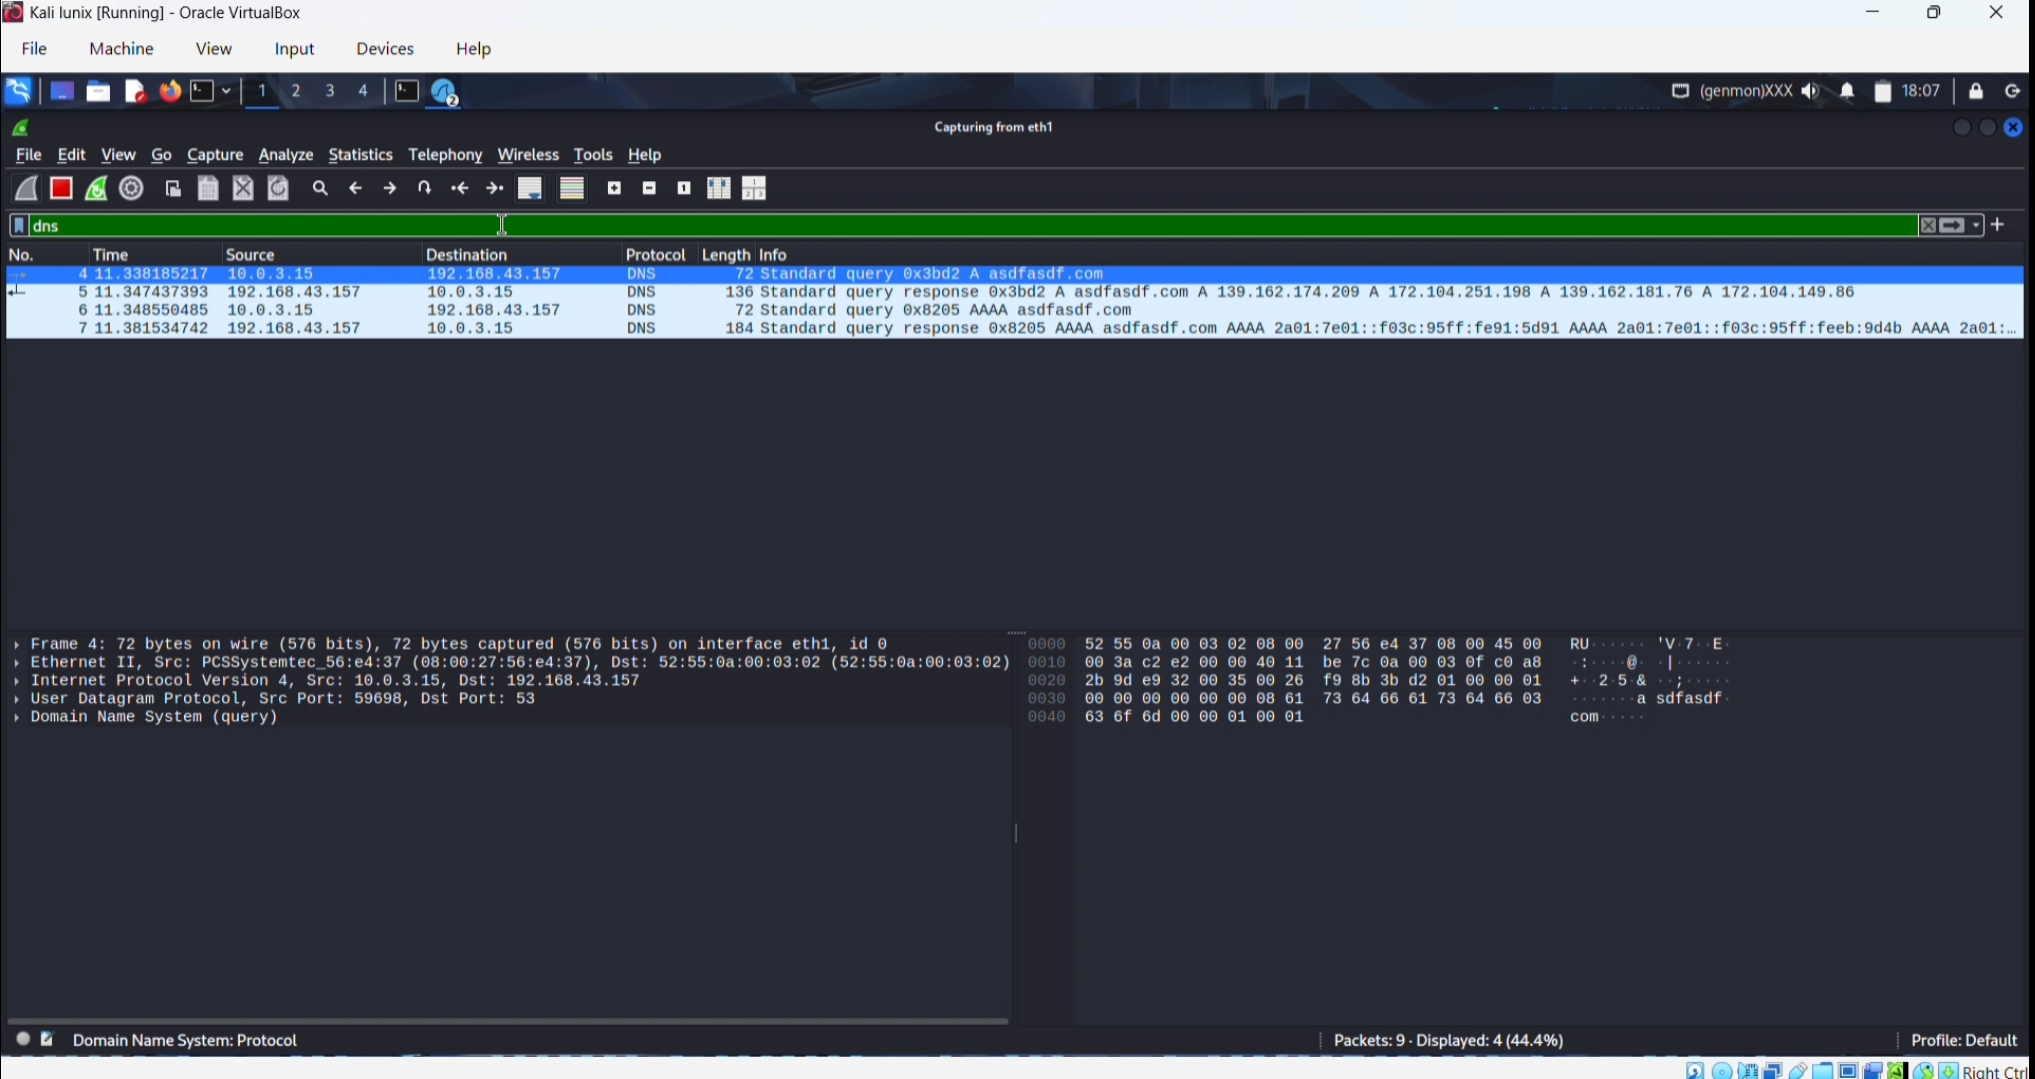 Kali lunix [Running] - Oracle VirtualBox
File Machine View Input Devices Help
1 2 3 4 2 (genmon)XXX 18:07
Capturing from eth1
File Edit View Go Capture Analyze Statistics Telephony Wireless Tools Help
dns
No. Time Source Destination Protocol Length Info
4 11.338185217 10.0.3.15 192.168.43.157 DNS 72 Standard query 0x3bd2 A asdfasdf.com
5 11.347437393 192.168.43.157 10.0.3.15 DNS 136 Standard query response 0x3bd2 A asdfasdf.com A 139.162.174.209 A 172.104.251.198 A 139.162.181.76 A 172.104.149.86
6 11.348550485 10.0.3.15 192.168.43.157 DNS 72 Standard query 0x8205 AAAA asdfasdf.com
7 11.381534742 192.168.43.157 10.0.3.15 DNS 184 Standard query response 0x8205 AAAA asdfasdf.com AAAA 2a01:7e01::f03c:95ff:fe91:5d91 AAAA 2a01:7e01::f03c:95ff:feeb:9d4b AAAA 2a01:…
Frame 4: 72 bytes on wire (576 bits), 72 bytes captured (576 bits) on interface eth1, id 0
Ethernet II, Src: PCSSystemtec_56:e4:37 (08:00:27:56:e4:37), Dst: 52:55:0a:00:03:02 (52:55:0a:00:03:02)
Internet Protocol Version 4, Src: 10.0.3.15, Dst: 192.168.43.157
User Datagram Protocol, Src Port: 59698, Dst Port: 53
Domain Name System (query)
0000 52 55 0a 00 03 02 08 00 27 56 e4 37 08 00 45 00 RU······ 'V·7··E·
0010 00 3a c2 e2 00 00 40 11 be 7c 0a 00 03 0f c0 a8 ·:····@· ·|······
0020 2b 9d e9 32 00 35 00 26 f9 8b 3b d2 01 00 00 01 +··2·5·& ··;·····
0030 00 00 00 00 00 00 08 61 73 64 66 61 73 64 66 03 ·······a sdfasdf·
0040 63 6f 6d 00 00 01 00 01 com·····
Domain Name System: Protocol
Packets: 9 · Displayed: 4 (44.4%)
Profile: Default
Right Ctrl